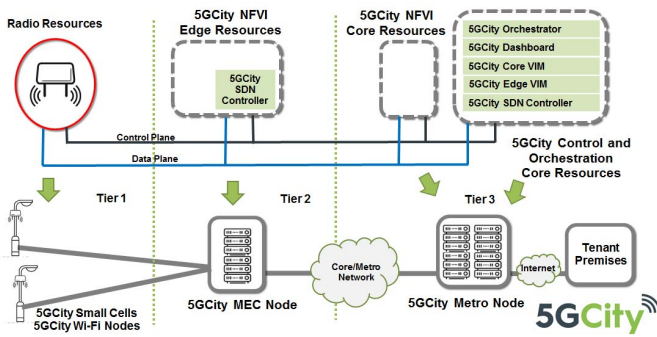 Radio Resources
5GCity NFVI
Edge Resources
5GCity NFVI
Core Resources
5GCity Orchestrator
5GCity Dashboard
5GCity Core VIM
5GCity Edge VIM
5GCity SDN Controller
5GCity
SDN
Controller
Control Plane
Data Plane
5GCity Control and
Orchestration
Core Resources
Tier 1
Tier 2
Tier 3
Core/Metro
Network
Internet
Tenant
Premises
5GCity MEC Node
5GCity Metro Node
5GCity Small Cells
5GCity Wi-Fi Nodes
5GCity